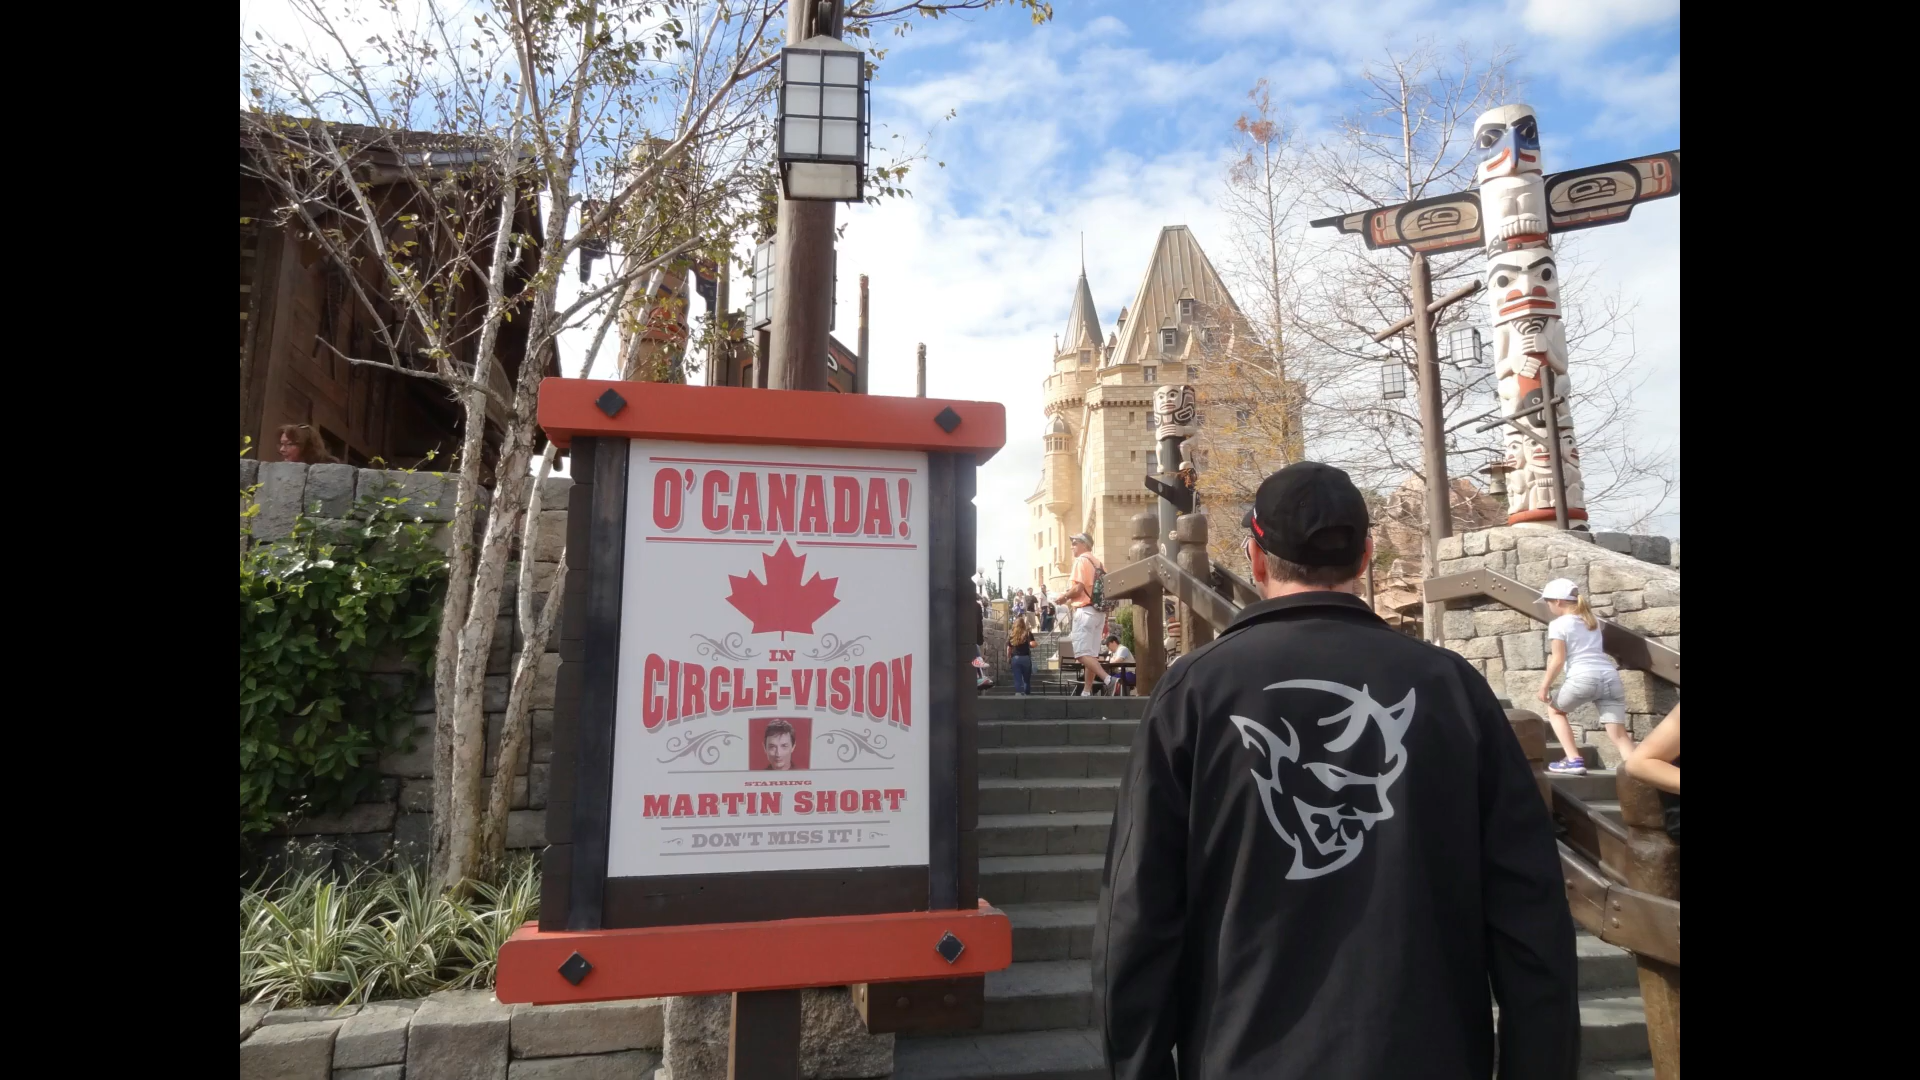 O'CANADA!
IN
CIRCLE-VISION
STARRING
MARTIN SHORT
DON'T MISS IT!